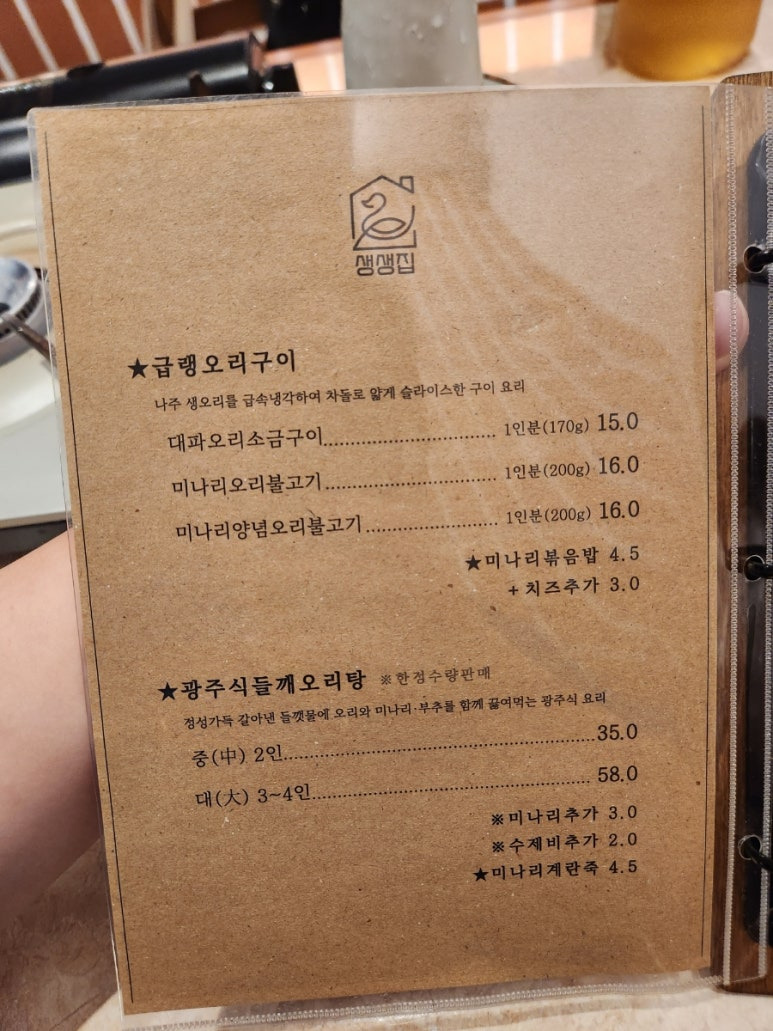 생생집
★급랭오리구이
나주 생오리를 급속냉각하여 차돌로 얇게 슬라이스한 구이 요리
대파오리소금구이........................... 1인분(170g) 15.0
미나리오리불고기........................... 1인분(200g) 16.0
미나리양념오리불고기..................... 1인분(200g) 16.0
★미나리볶음밥 4.5
+ 치즈추가 3.0
★광주식들깨오리탕 ※한정수량판매
정성가득 갈아낸 들깻물에 오리와 미나리·부추를 함께 끓여먹는 광주식 요리
중(中) 2인..................................................35.0
대(大) 3~4인............................................. 58.0
※미나리추가 3.0
※수제비추가 2.0
★미나리계란죽 4.5